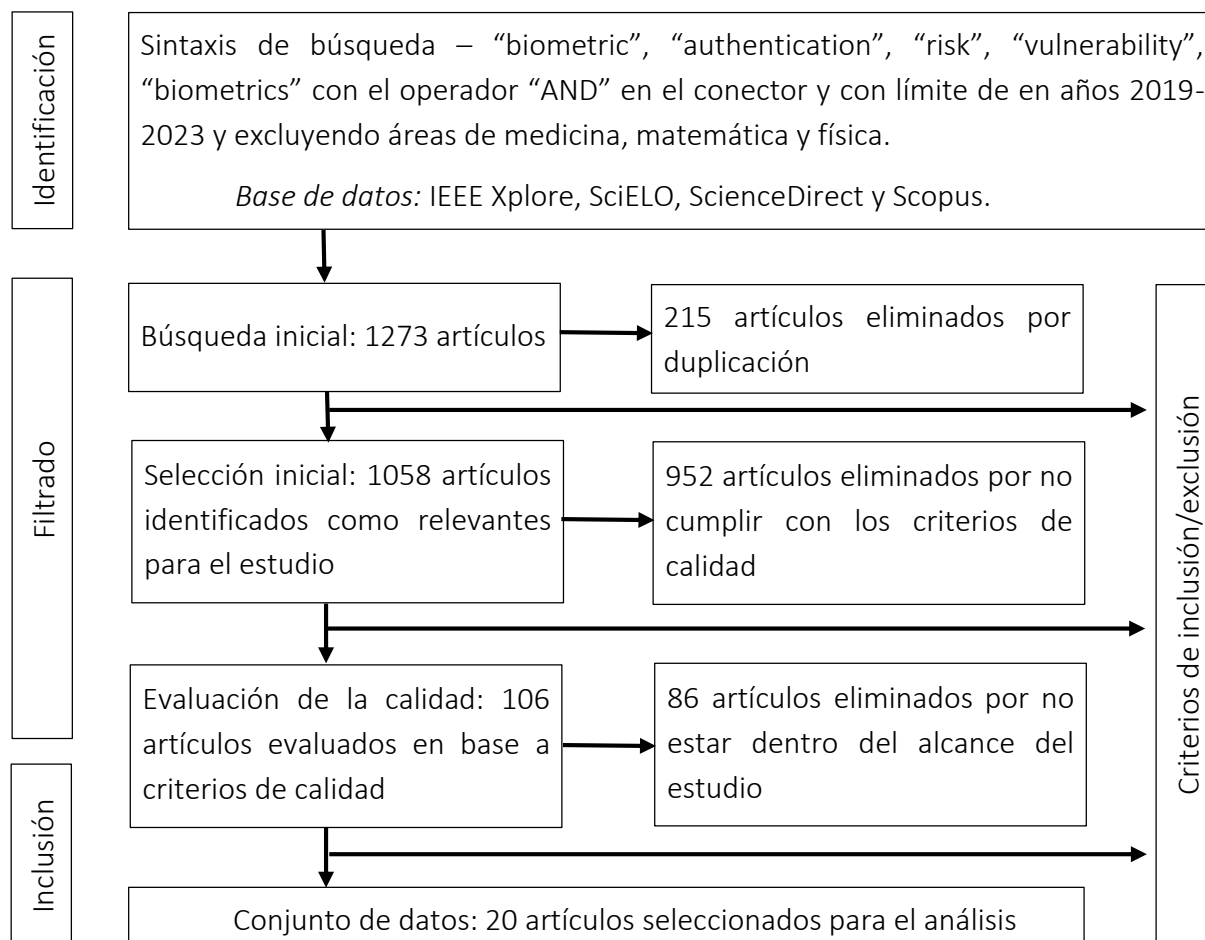 Identificación
Sintaxis de búsqueda – “biometric”, “authentication”, “risk”, “vulnerability”,
“biometrics” con el operador “AND” en el conector y con límite de en años 2019-
2023 y excluyendo áreas de medicina, matemática y física.
Base de datos: IEEE Xplore, SciELO, ScienceDirect y Scopus.
Filtrado
Búsqueda inicial: 1273 artículos
215 artículos eliminados por
duplicación
Selección inicial: 1058 artículos
identificados como relevantes
para el estudio
952 artículos eliminados por no
cumplir con los criterios de
calidad
Evaluación de la calidad: 106
artículos evaluados en base a
criterios de calidad
86 artículos eliminados por no
estar dentro del alcance del
estudio
Criterios de inclusión/exclusión
Inclusión
Conjunto de datos: 20 artículos seleccionados para el análisis